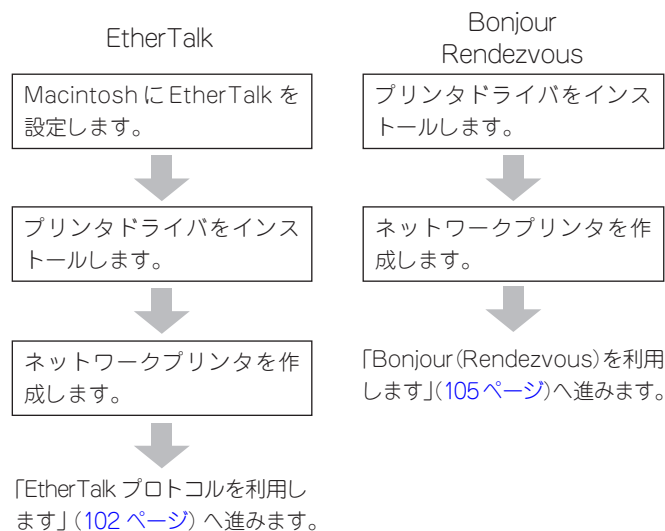 EtherTalk
Macintosh に EtherTalk を
設定します。
プリンタドライバをインス
トールします。
ネットワークプリンタを作
成します。
「EtherTalk プロトコルを利用し
ます」(102 ページ) へ進みます。
Bonjour
Rendezvous
プリンタドライバをインス
トールします。
ネットワークプリンタを作
成します。
「Bonjour(Rendezvous)を利用
します」(105ページ)へ進みます。